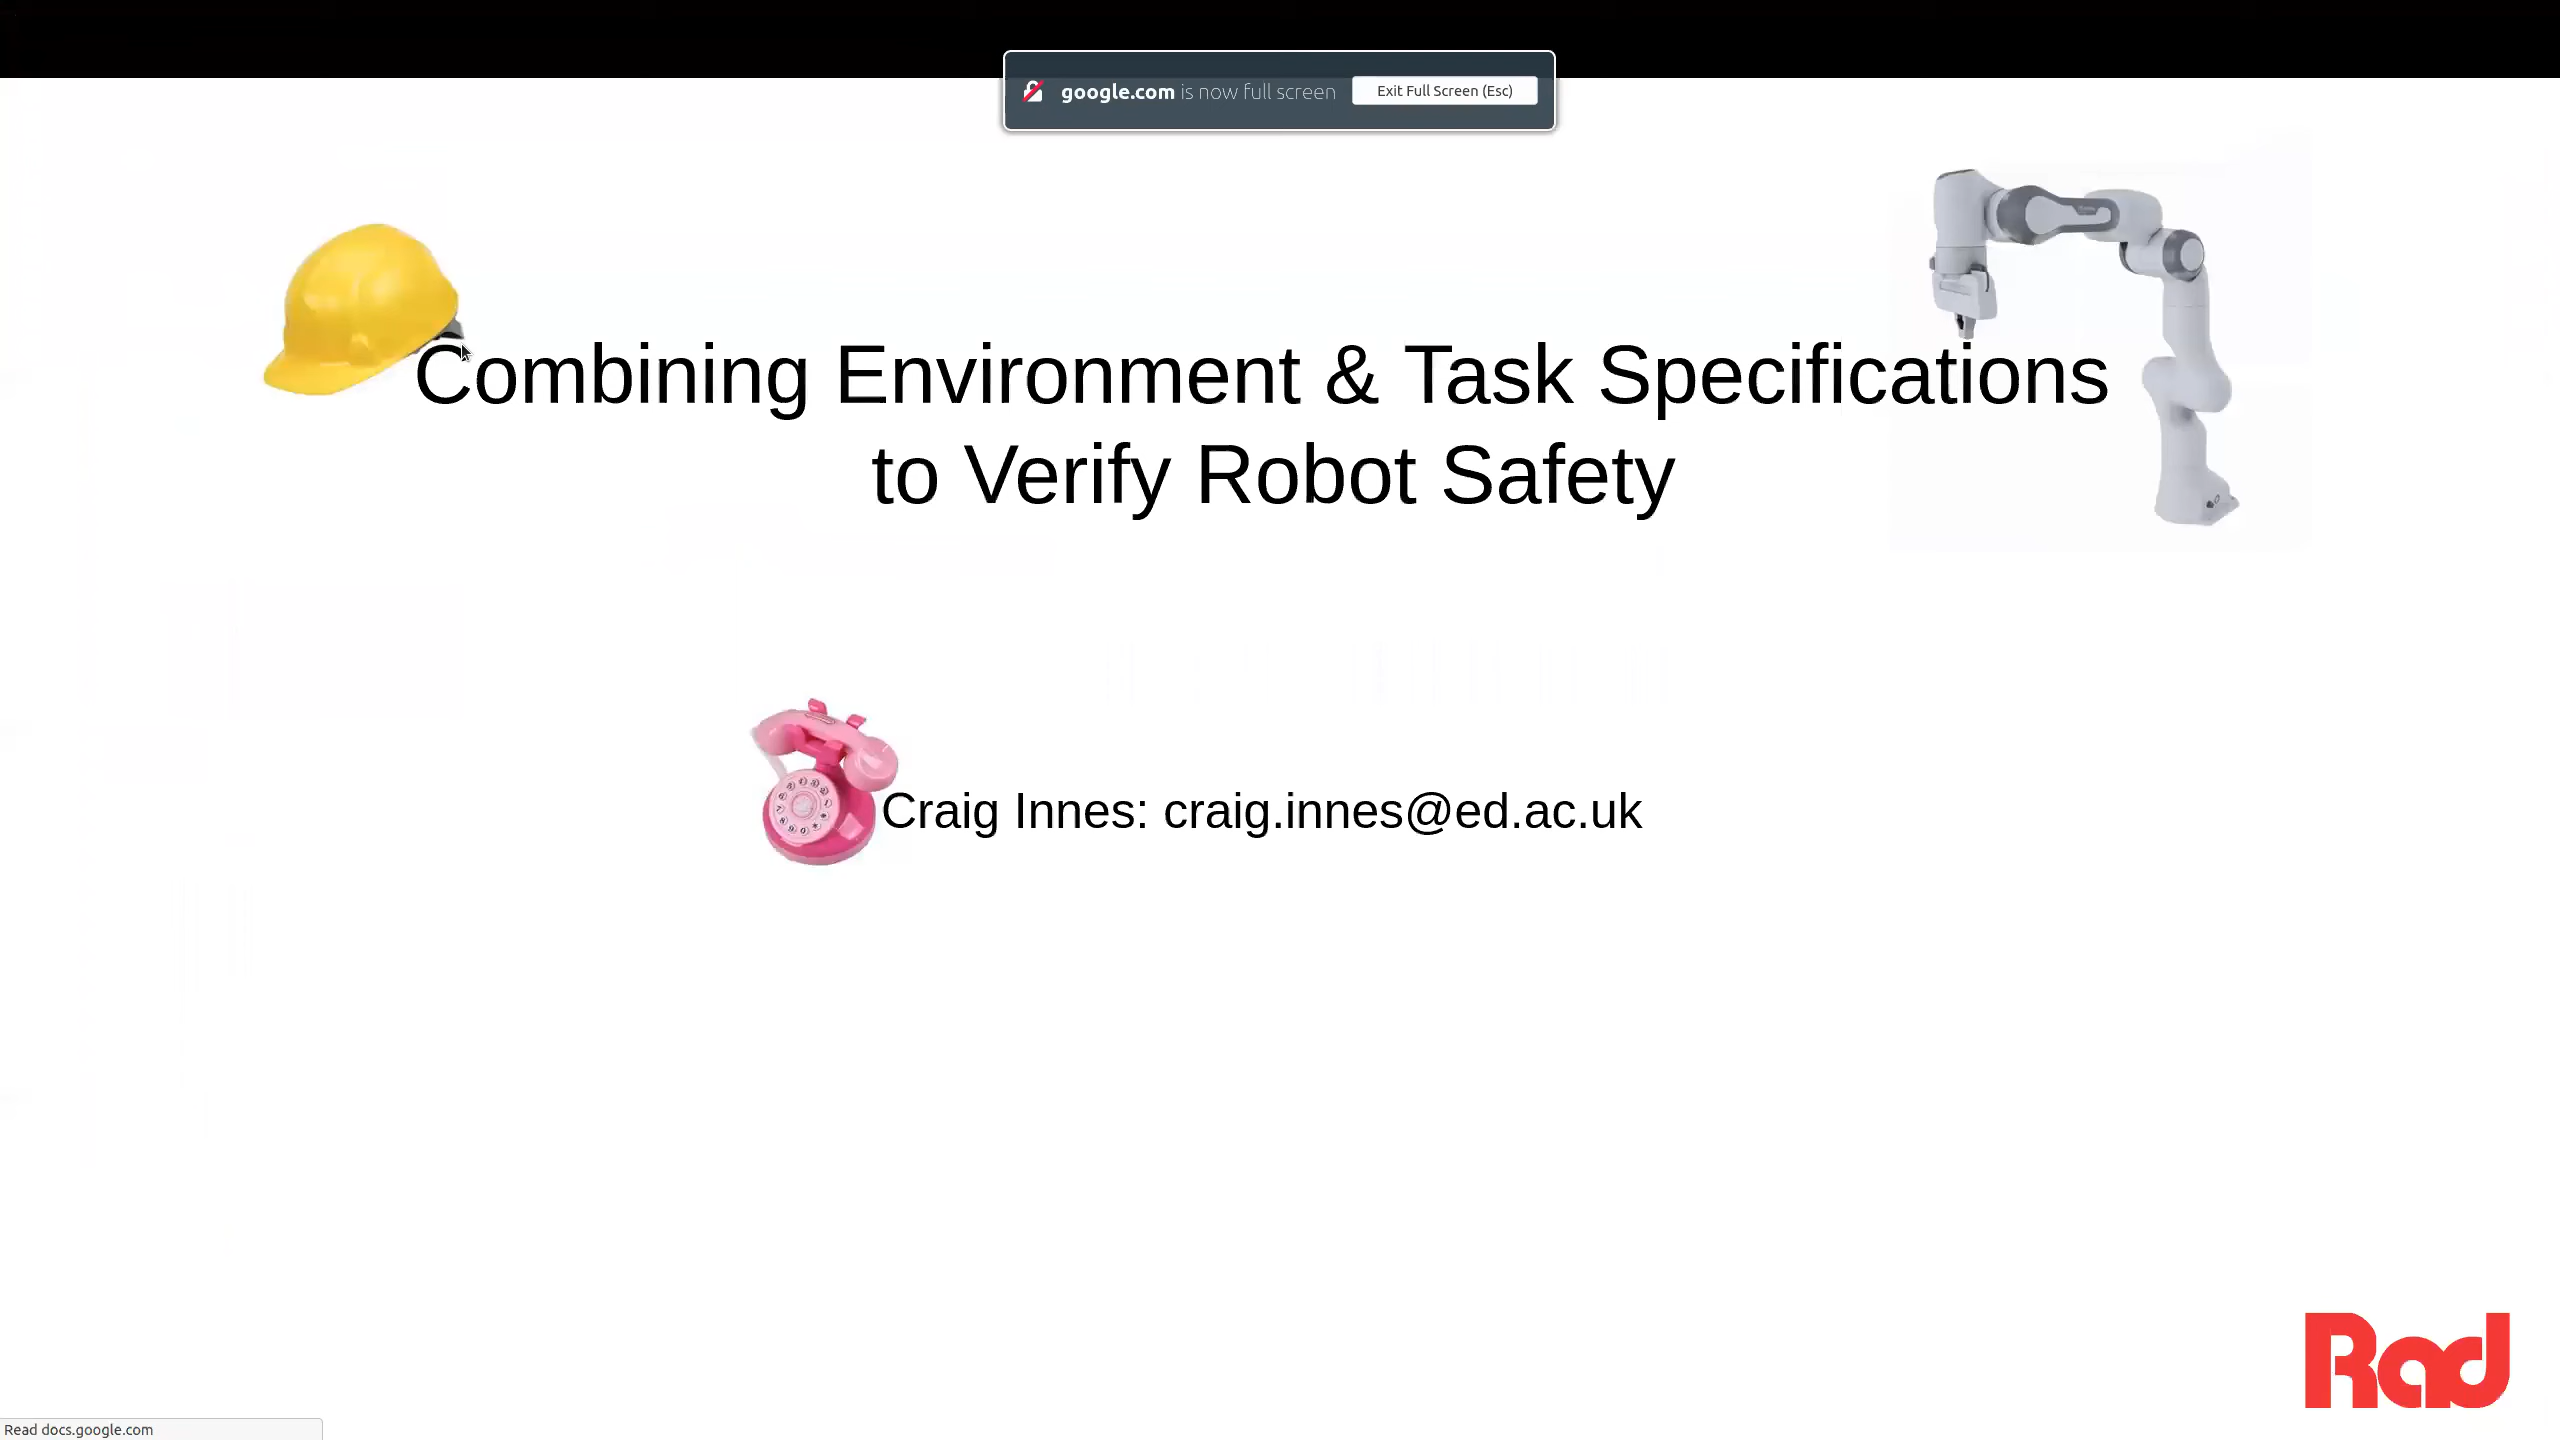 google.com is now full screen
Exit Full Screen (Esc)
Combining Environment & Task Specifications
to Verify Robot Safety
Craig Innes: craig.innes@ed.ac.uk
Rad
Read docs.google.com